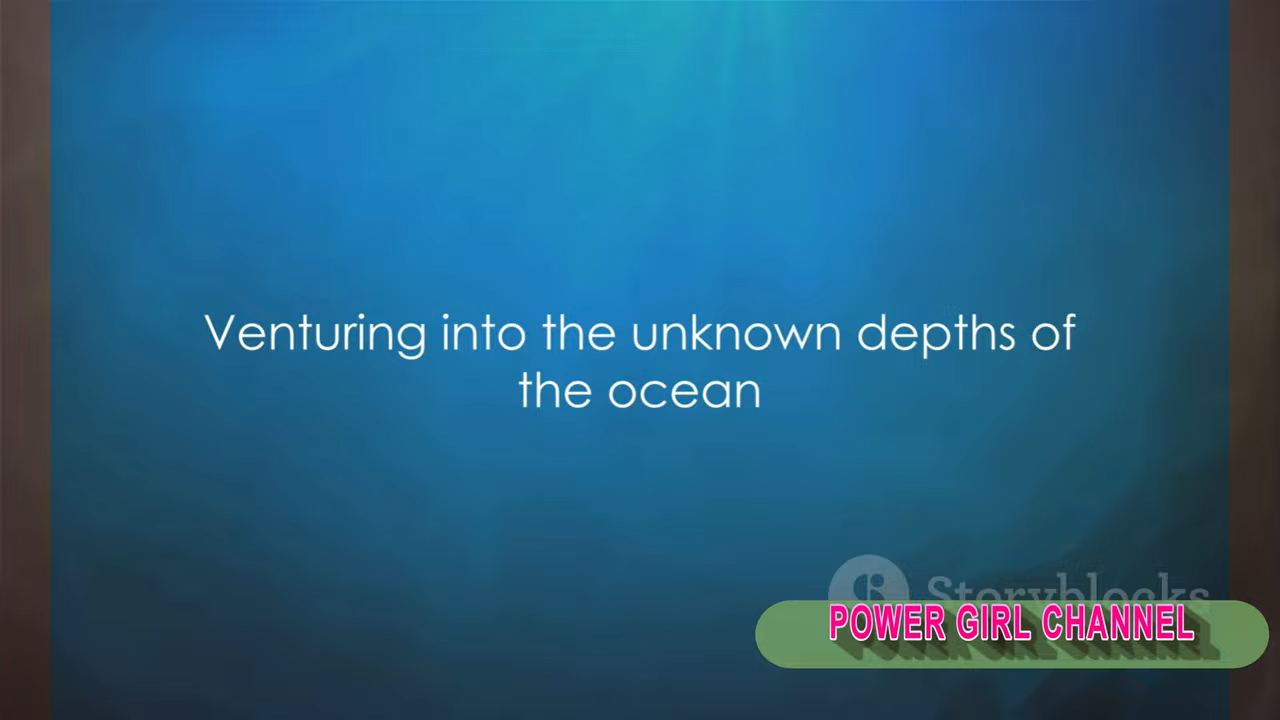 Venturing into the unknown depths of
the ocean
Storyblocks
POWER GIRL CHANNEL